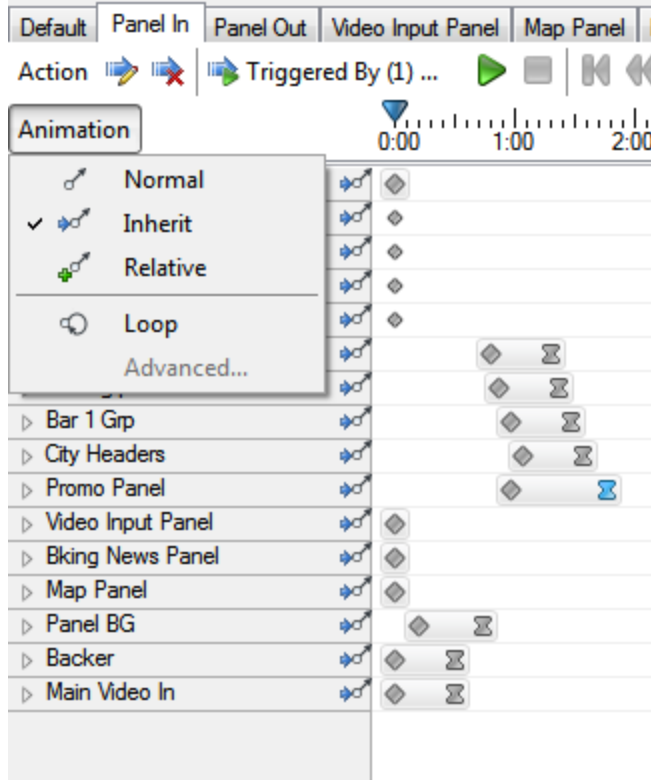 Default Panel In Panel Out Video Input Panel Map Panel
Action Triggered By (1) ...
Animation
0:00 1:00 2:00
Normal
Inherit
Relative
Loop
Advanced...
Bar 1 Grp
City Headers
Promo Panel
Video Input Panel
Bking News Panel
Map Panel
Panel BG
Backer
Main Video In